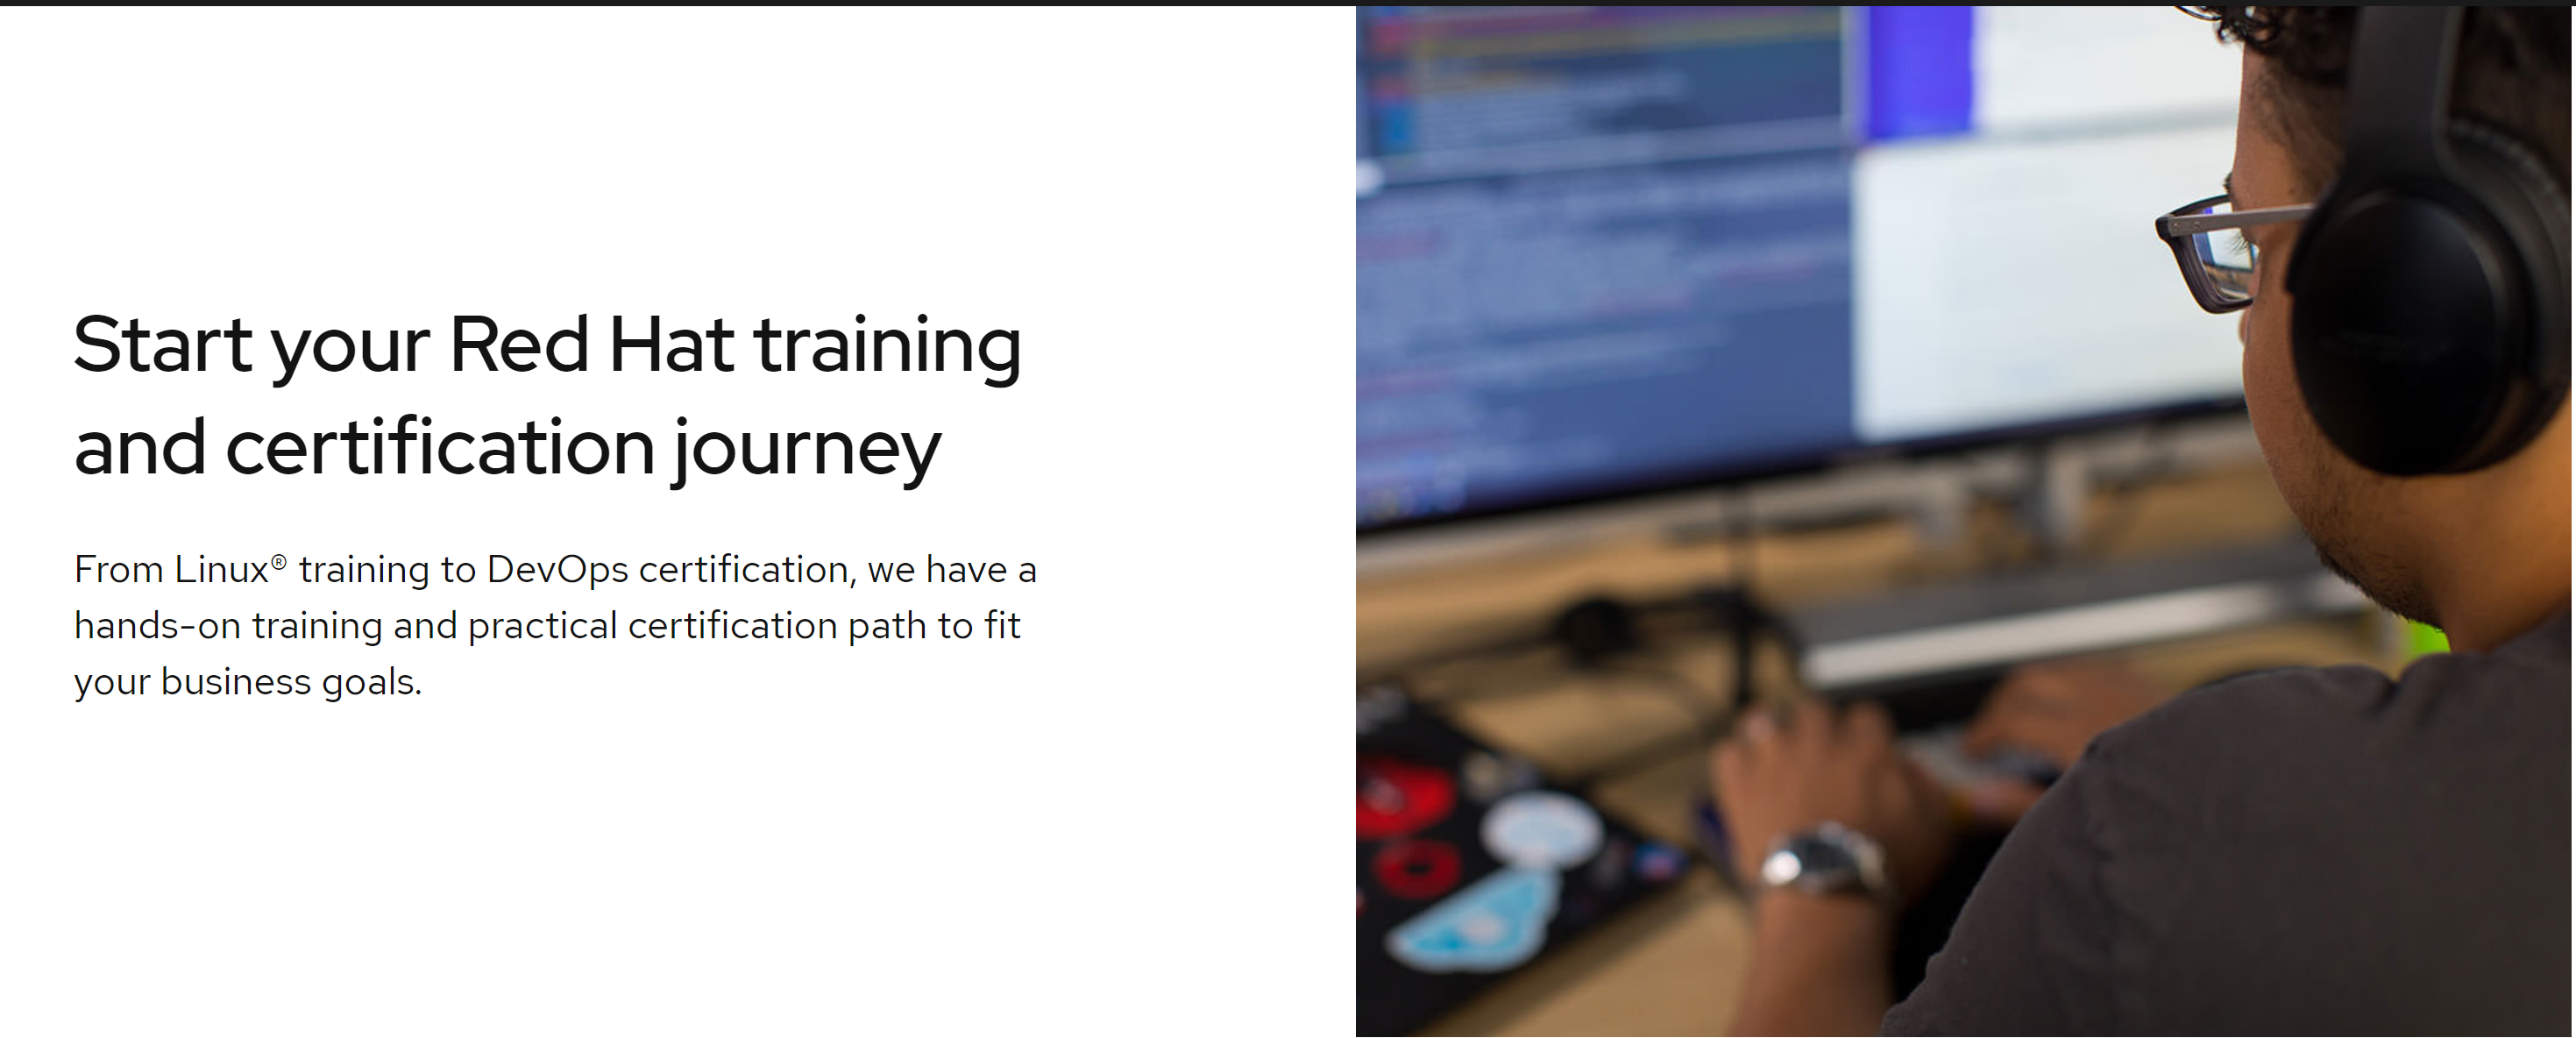 Start your Red Hat training
and certification journey
From Linux® training to DevOps certification, we have a
hands-on training and practical certification path to fit
your business goals.